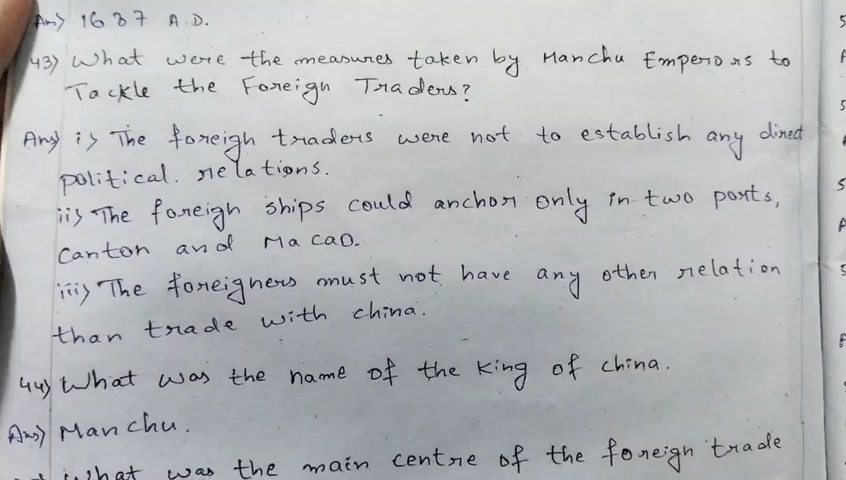 Ans) 1637 A.D.
43) What were the measures taken by Manchu Emperors to
Tackle the Foreign Traders?
Ans) i) The foreign traders were not to establish any direct
political. relations.
ii) The foreign ships could anchor only in two ports,
Canton and Macao.
iii) The foreigners must not have any other relation
than trade with china.
44) What was the name of the king of china.
Ans) Manchu.
What was the main centre of the foreign trade